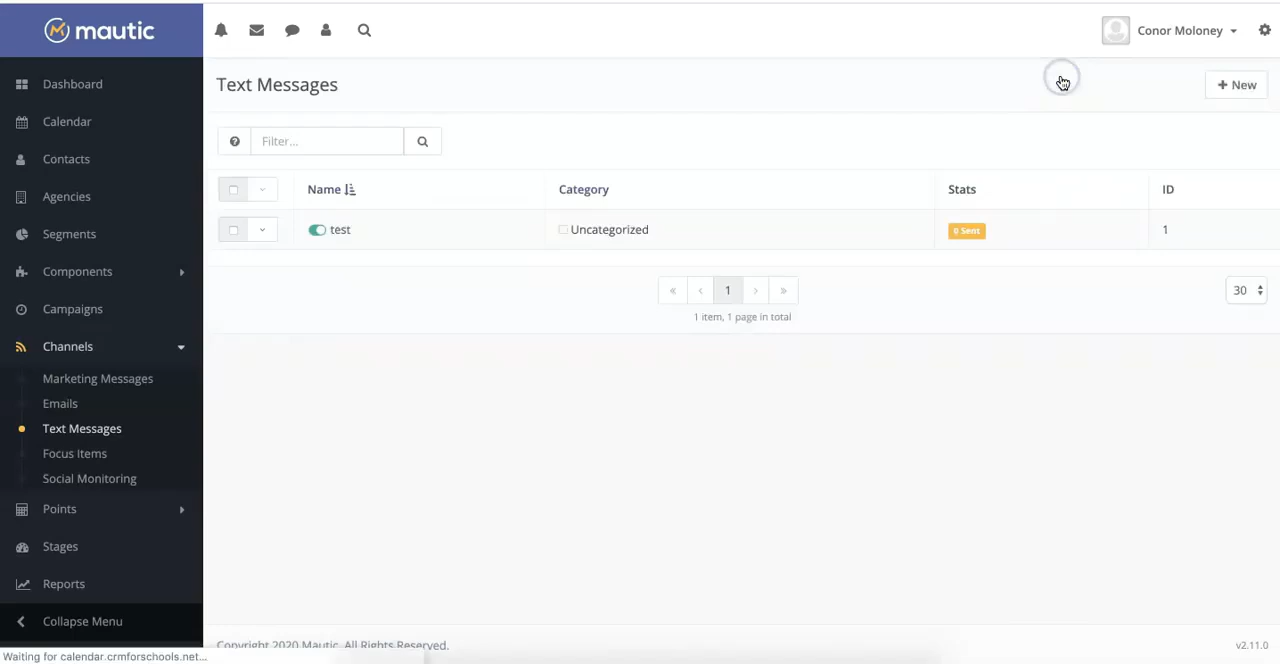 mautic
Conor Moloney
Dashboard
Calendar
Contacts
Agencies
Segments
Components
Campaigns
Channels
Marketing Messages
Emails
Text Messages
Focus Items
Social Monitoring
Points
Stages
Reports
Collapse Menu
Waiting for calendar.crmforschools.net...
Text Messages
+ New
Filter...
Name Category Stats ID
test Uncategorized 0 Sent 1
« ‹ 1 › »
30
1 item, 1 page in total
Copyright 2020 Mautic. All Rights Reserved.
v2.11.0